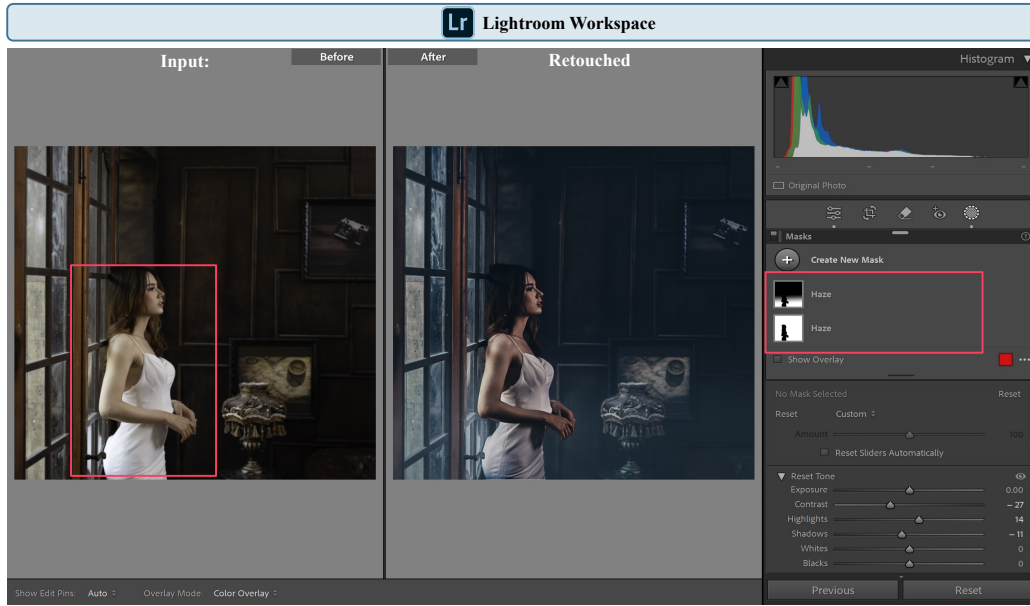 Lr Lightroom Workspace
Input: Before After Retouched
Histogram
Original Photo
Masks
Create New Mask
Haze
Haze
Show Overlay
No Mask Selected Reset
Reset Custom
Amount 100
Reset Sliders Automatically
Reset Tone
Exposure 0.00
Contrast – 27
Highlights 14
Shadows – 11
Whites 0
Blacks 0
Show Edit Pins: Auto Overlay Mode: Color Overlay Previous Reset